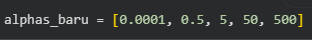 alphas_baru = [0.0001, 0.5, 5, 50, 500]